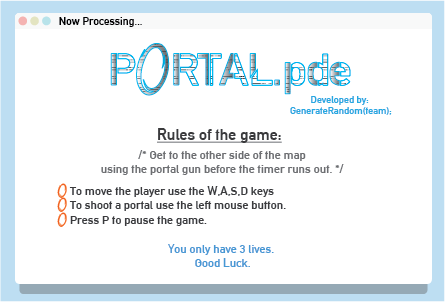 Now Processing...
PORTAL.pde
Developed by:
GenerateRandom(team);
Rules of the game:
/* Get to the other side of the map
using the portal gun before the timer runs out. */
To move the player use the W,A,S,D keys
To shoot a portal use the left mouse button.
Press P to pause the game.
You only have 3 lives.
Good Luck.